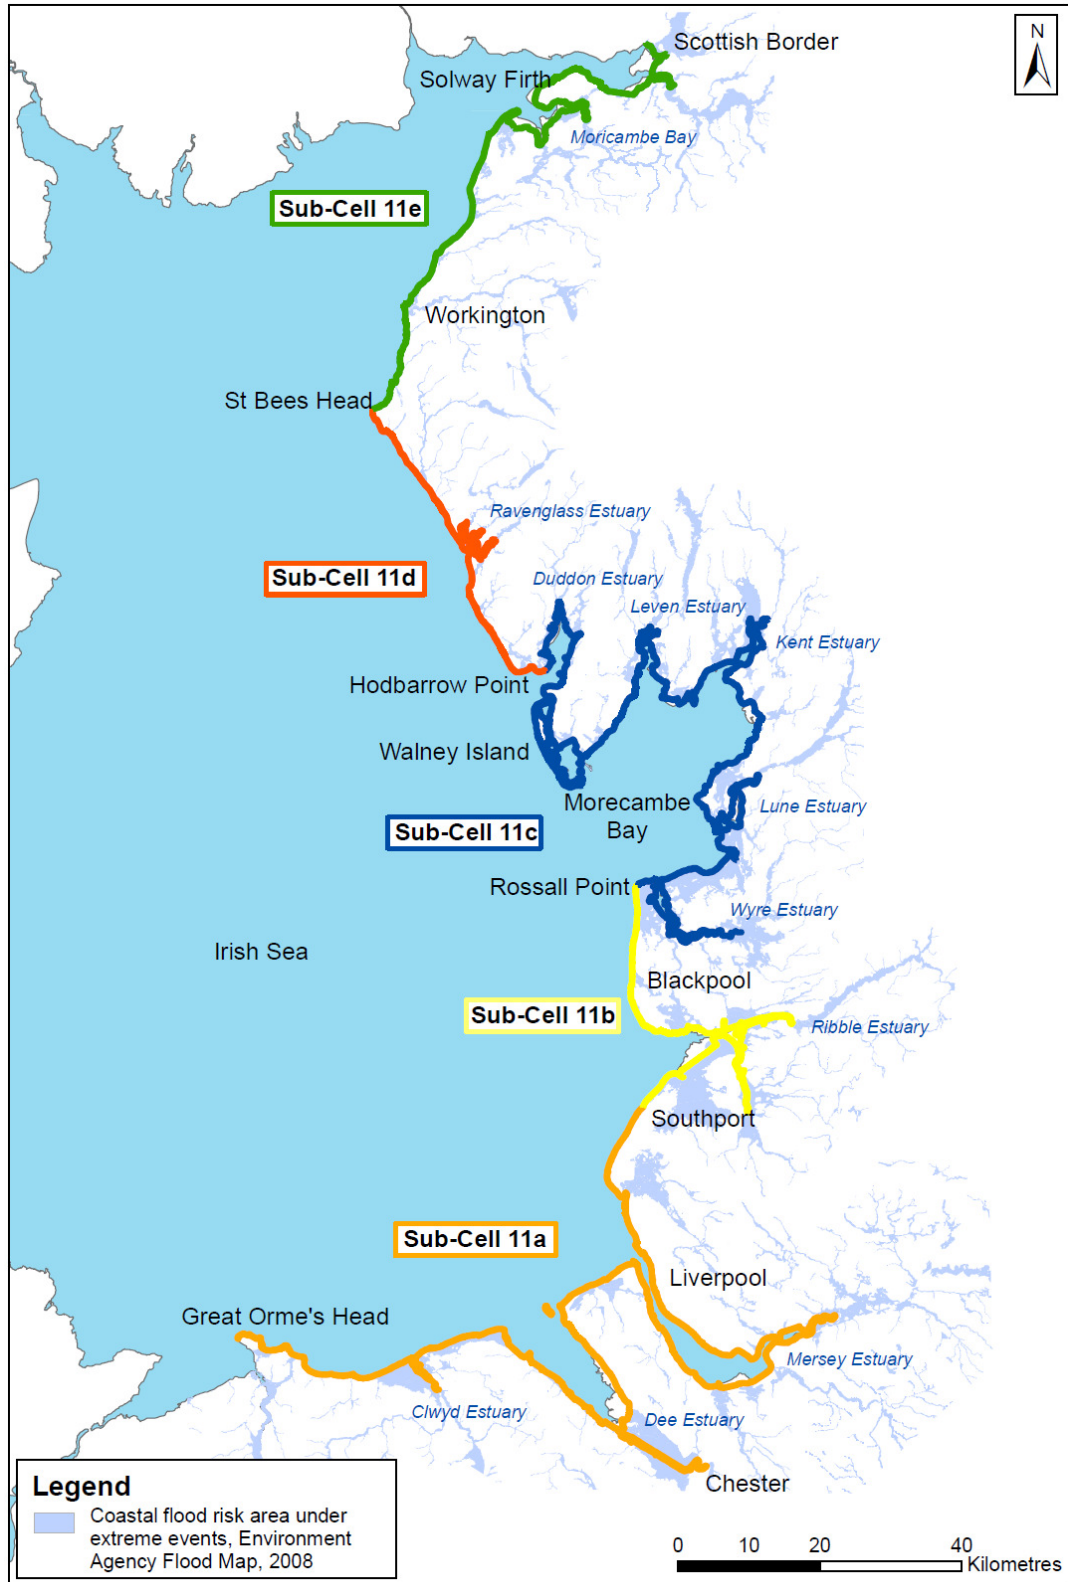 N
Scottish Border
Solway Firth
Moricambe Bay
Sub-Cell 11e
Workington
St Bees Head
Ravenglass Estuary
Sub-Cell 11d
Duddon Estuary
Leven Estuary
Kent Estuary
Hodbarrow Point
Walney Island
Morecambe
Bay
Lune Estuary
Sub-Cell 11c
Rossall Point
Wyre Estuary
Irish Sea
Blackpool
Sub-Cell 11b
Ribble Estuary
Southport
Sub-Cell 11a
Liverpool
Great Orme's Head
Mersey Estuary
Clwyd Estuary
Dee Estuary
Chester
Legend
Coastal flood risk area under
extreme events, Environment
Agency Flood Map, 2008
0 10 20 40
Kilometres